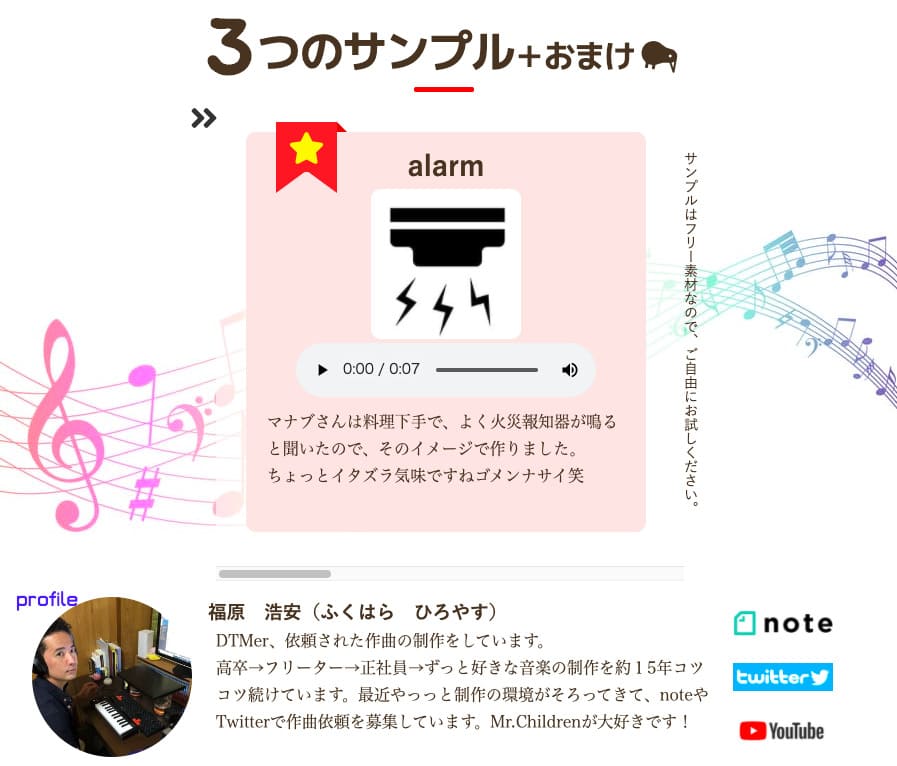 3つのサンプル+おまけ
alarm
0:00 / 0:07
マナブさんは料理下手で、よく火災報知器が鳴る
と聞いたので、そのイメージで作りました。
ちょっとイタズラ気味ですねゴメンナサイ笑
サンプルはフリー素材なので、ご自由にお試しください。
profile
福原　浩安（ふくはら　ひろやす）
DTMer、依頼された作曲の制作をしています。
高卒→フリーター→正社員→ずっと好きな音楽の制作を約１5年コツ
コツ続けています。最近やっっと制作の環境がそろってきて、noteや
Twitterで作曲依頼を募集しています。Mr.Childrenが大好きです！
note
twitter
YouTube